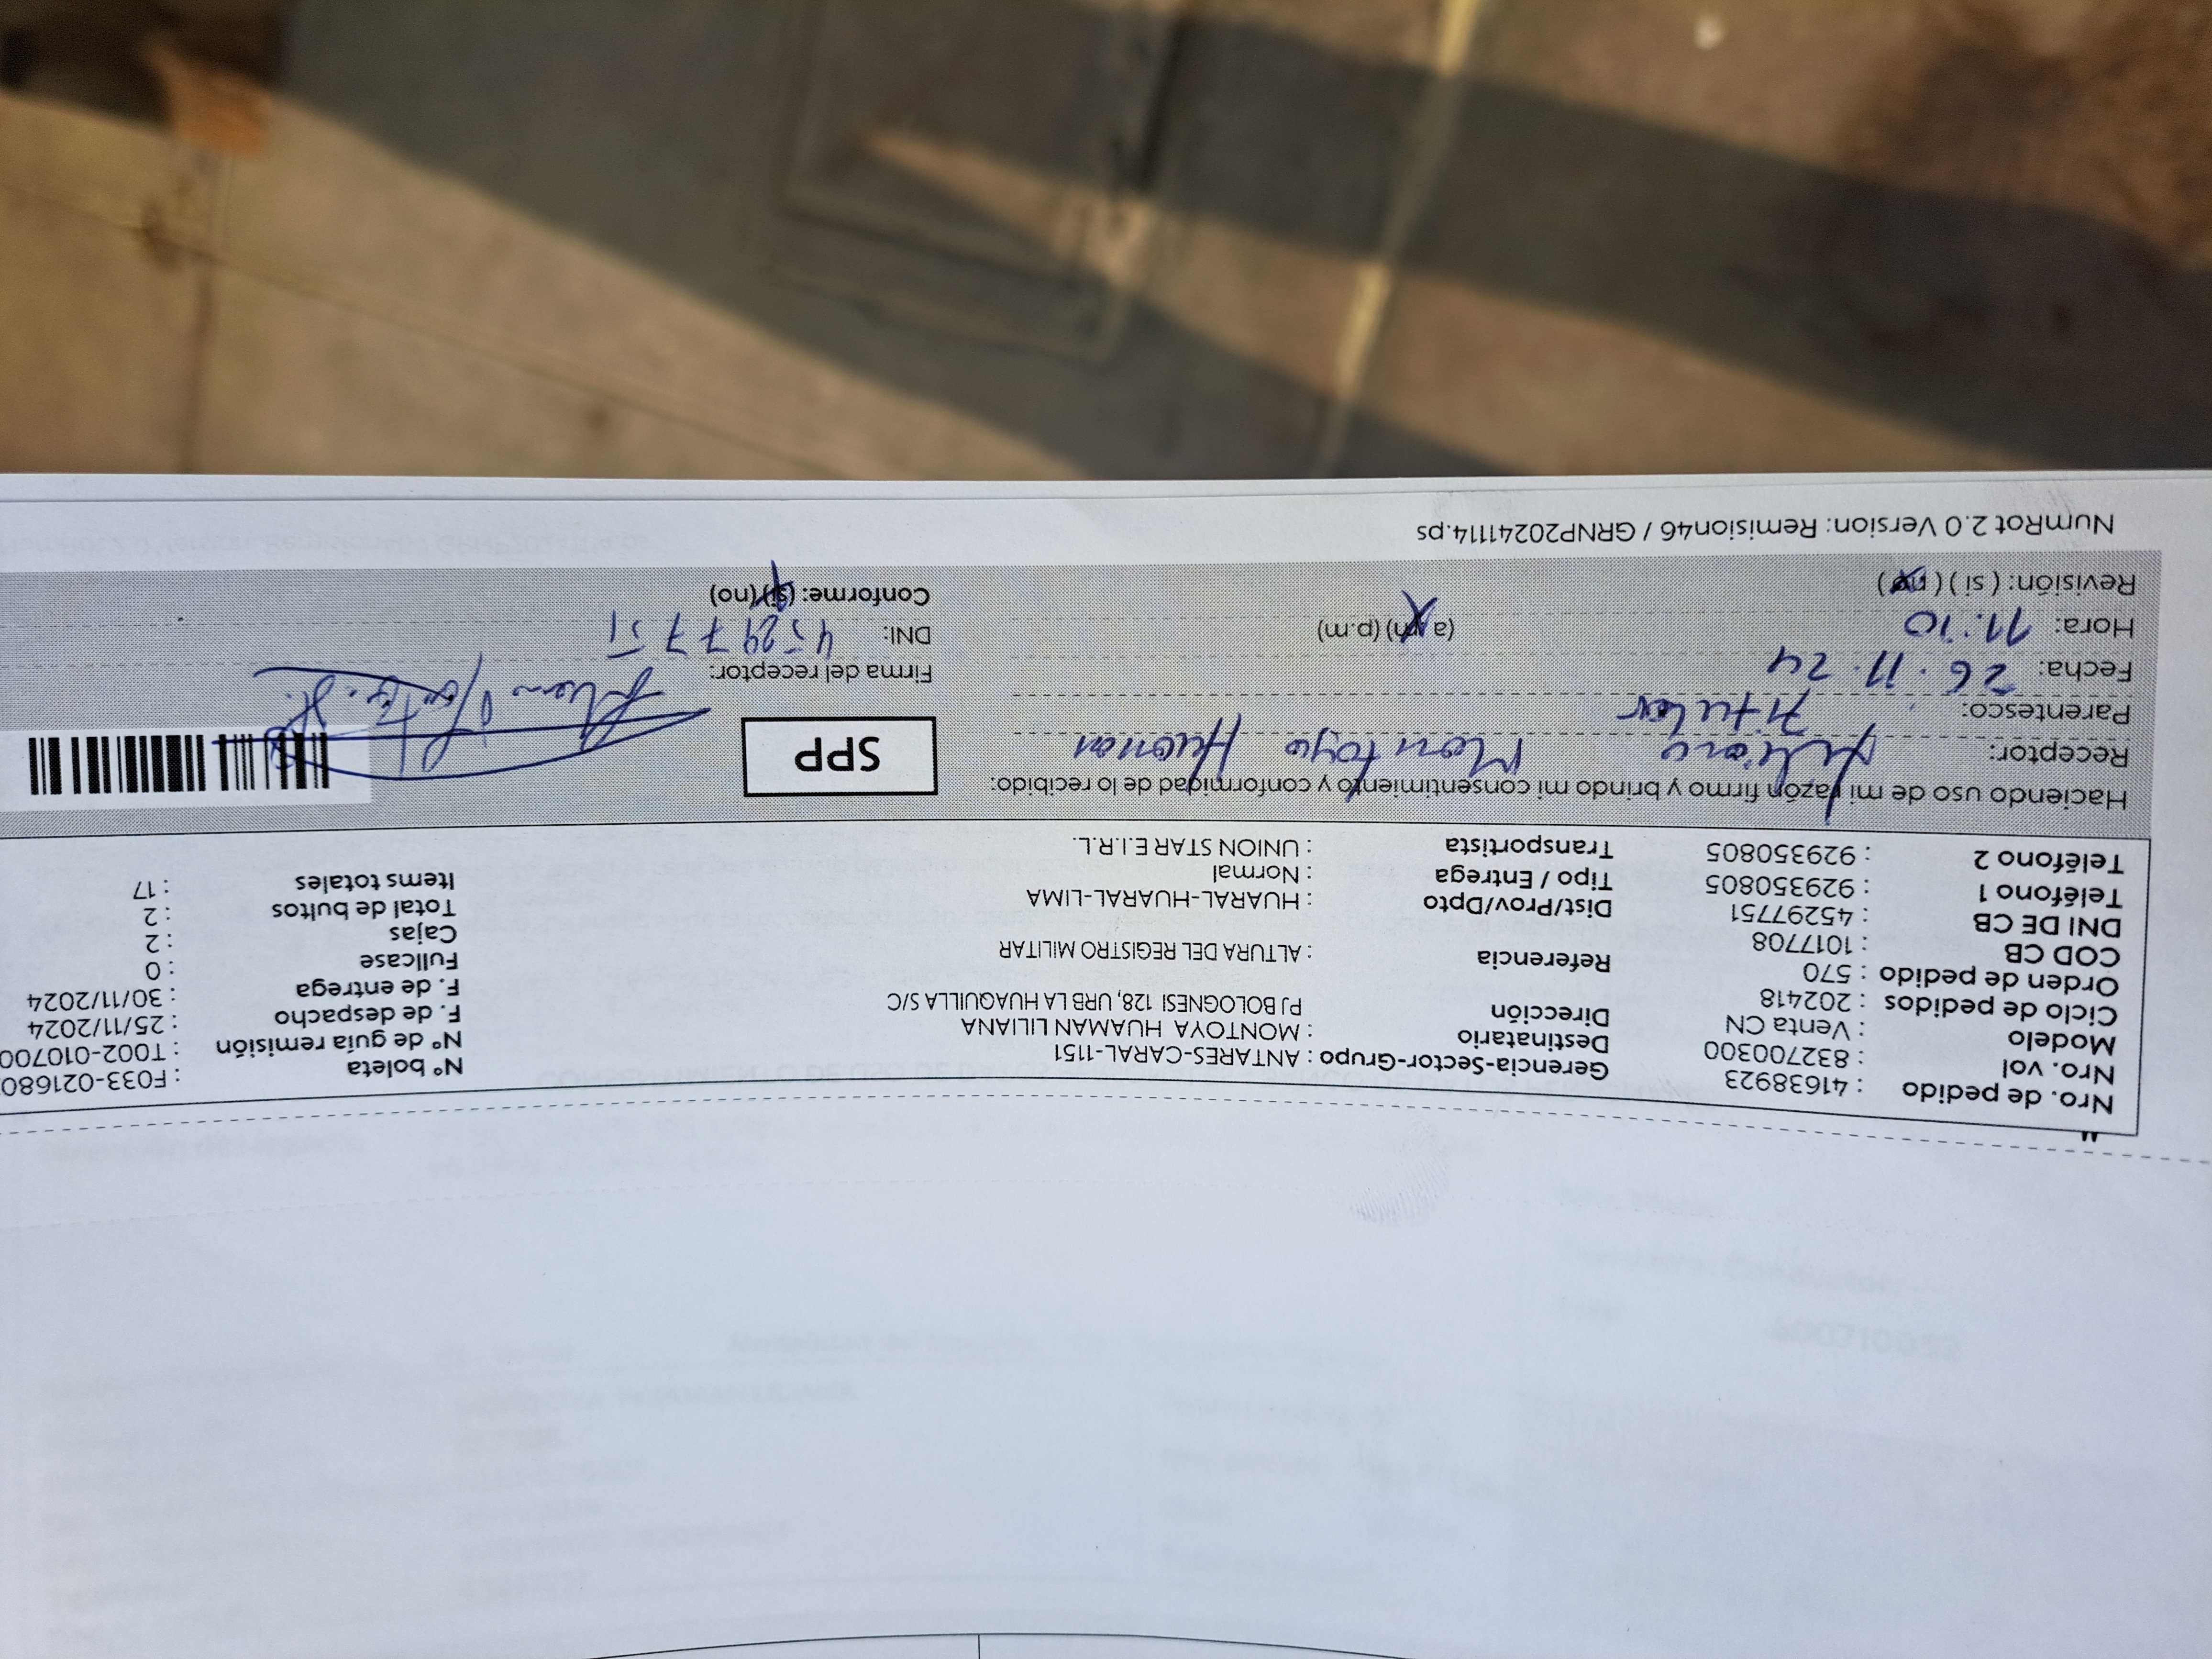 Nro. de pedido : 41638923
Nro. vol : 832700300
Modelo : Venta CN
Ciclo de pedidos : 202418
Orden de pedido : 570
COD CB : 1017708
DNI DE CB : 45297751
Teléfono 1 : 929350805
Teléfono 2 : 929350805
Gerencia-Sector-Grupo : ANTARES-CARAL-1151
Destinatario : MONTOYA HUAMAN LILIANA
Dirección PJ BOLOGNESI 128, URB LA HUAQUILLA S/C
Referencia : ALTURA DEL REGISTRO MILITAR
Dist/Prov/Dpto : HUARAL-HUARAL-LIMA
Tipo / Entrega : Normal
Transportista : UNION STAR E.I.R.L.
N° boleta : F033-021680
N° de guía remisión : T002-010700
F. de despacho : 25/11/2024
F. de entrega : 30/11/2024
Fullcase : 0
Cajas : 2
Total de bultos : 2
Items totales : 17
Haciendo uso de mi razón firmo y brindo mi consentimiento y conformidad de lo recibido.
Receptor: Liliana Montoya Huaman
Parentesco: Titular
Fecha: 26.11.24
Hora: 11:10 (a.m) (p.m)
Revisión: ( si ) ( no )
SPP
Firma del receptor:
DNI: 45297751
Conforme: (si) (no)
NumRot 2.0 Version: Remision46 / GRNP20241114.ps